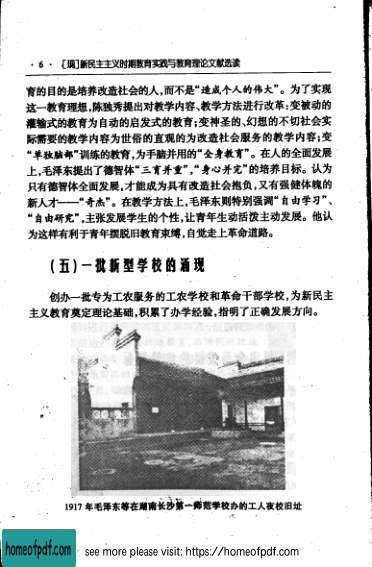 · 6 · [瑞]新民主主义时期教育实践与教育理论文献选读
育的目的是培养改造社会的人，而不是“造成个人的伟大”。为了实现
这一教育理想，陈独秀提出对教学内容、教学方法进行改革：变被动的
灌输式的教育为自动的启发式的教育；变神圣的、幻想的不切社会实
际需要的教学内容为世俗的直观的为改造社会服务的教学内容；变
“单独脑部”训练的教育，为手脑并用的“全身教育”。在人的全面发展
上，毛泽东提出了德智体“三育并重”，“身心并完”的培养目标。认为
只有德智体全面发展，才能成为具有改造社会抱负，又有强健体魄的
新人才——“奇杰”。在教学方法上，毛泽东则特别强调“自由学习”、
“自由研究”，主张发展学生的个性，让青年生动活泼主动发展。他认
为这样有利于青年摆脱旧教育束缚，自觉走上革命道路。
(五)一批新型学校的涌现
创办一批专为工农服务的工农学校和革命干部学校，为新民主
主义教育奠定理论基础，积累了办学经验，指明了正确发展方向。
1917 年毛泽东等在湖南长沙第一师范学校办的工人夜校旧址
homeofpdf.com
see more please visit: https://homeofpdf.com